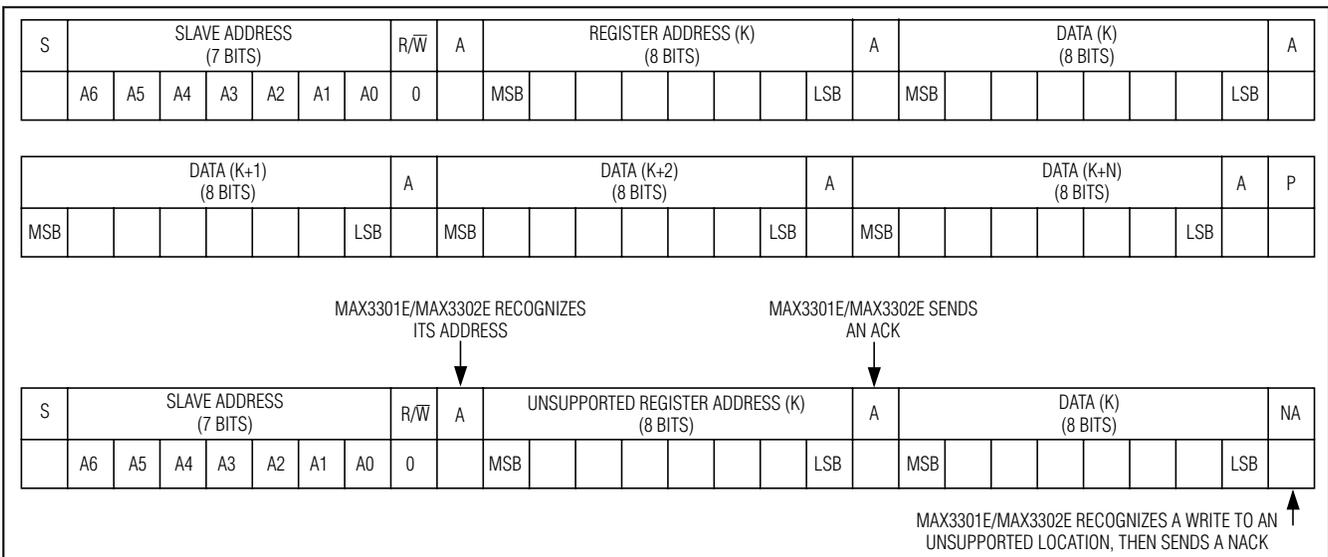 S SLAVE ADDRESS R/W̅ A REGISTER ADDRESS (K) A DATA (K) A
(7 BITS) (8 BITS) (8 BITS)
A6 A5 A4 A3 A2 A1 A0 0 MSB LSB MSB LSB
DATA (K+1) A DATA (K+2) A DATA (K+N) A P
(8 BITS) (8 BITS) (8 BITS)
MSB LSB MSB LSB MSB LSB
MAX3301E/MAX3302E RECOGNIZES MAX3301E/MAX3302E SENDS
ITS ADDRESS AN ACK
S SLAVE ADDRESS R/W̅ A UNSUPPORTED REGISTER ADDRESS (K) A DATA (K) NA
(7 BITS) (8 BITS) (8 BITS)
A6 A5 A4 A3 A2 A1 A0 0 MSB LSB MSB LSB
MAX3301E/MAX3302E RECOGNIZES A WRITE TO AN
UNSUPPORTED LOCATION, THEN SENDS A NACK